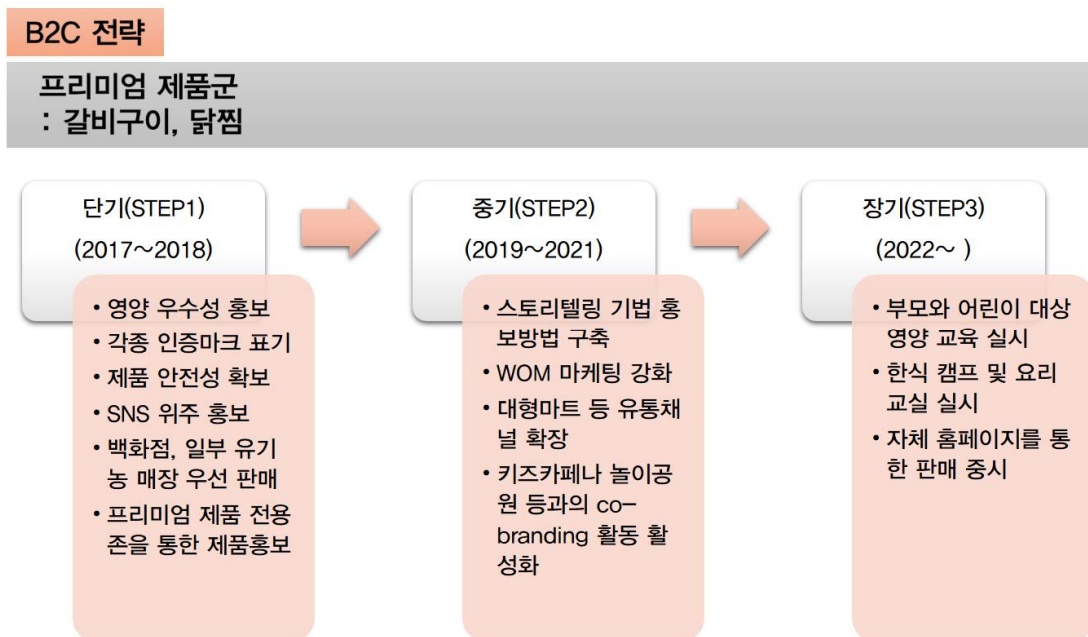 B2C 전략
프리미엄 제품군
: 갈비구이, 닭찜
단기(STEP1)
(2017~2018)
• 영양 우수성 홍보
• 각종 인증마크 표기
• 제품 안전성 확보
• SNS 위주 홍보
• 백화점, 일부 유기
농 매장 우선 판매
• 프리미엄 제품 전용
존을 통한 제품홍보
중기(STEP2)
(2019~2021)
• 스토리텔링 기법 홍
보방법 구축
• WOM 마케팅 강화
• 대형마트 등 유통채
널 확장
• 키즈카페나 놀이공
원 등과의 co-
branding 활동 활
성화
장기(STEP3)
(2022~ )
• 부모와 어린이 대상
영양 교육 실시
• 한식 캠프 및 요리
교실 실시
• 자체 홈페이지를 통
한 판매 중시